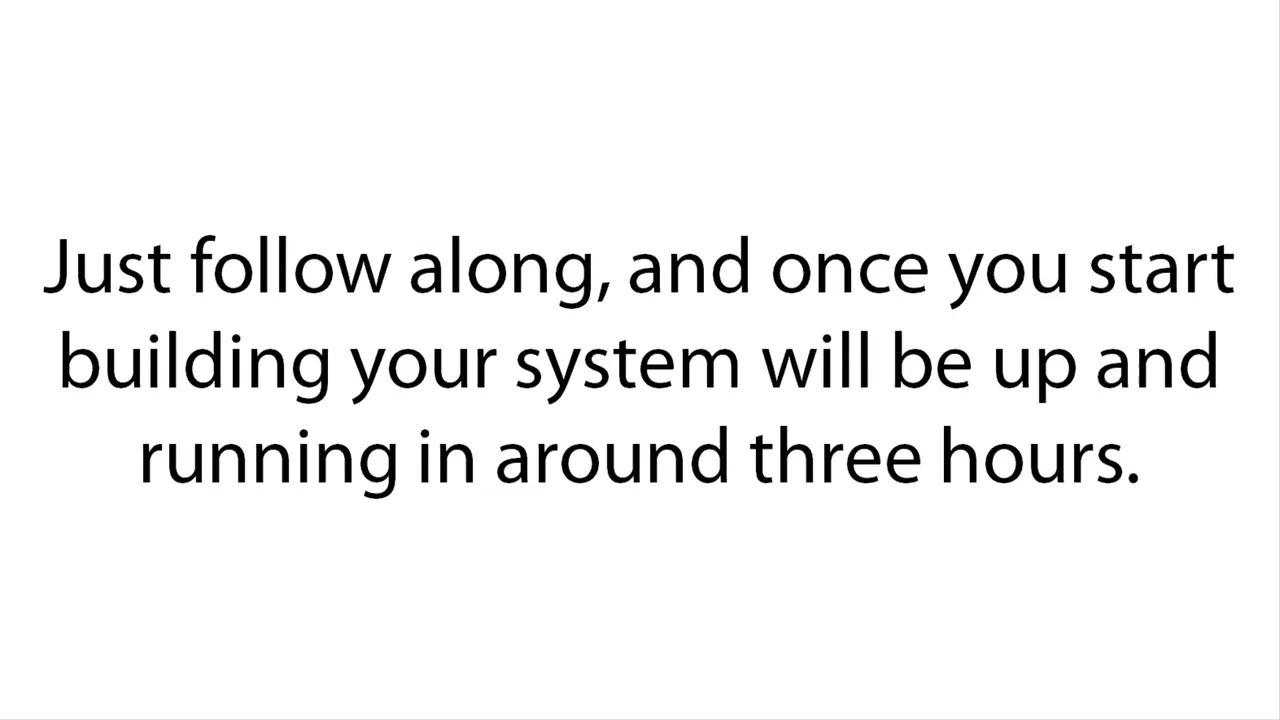 Just follow along, and once you start
building your system will be up and
running in around three hours.